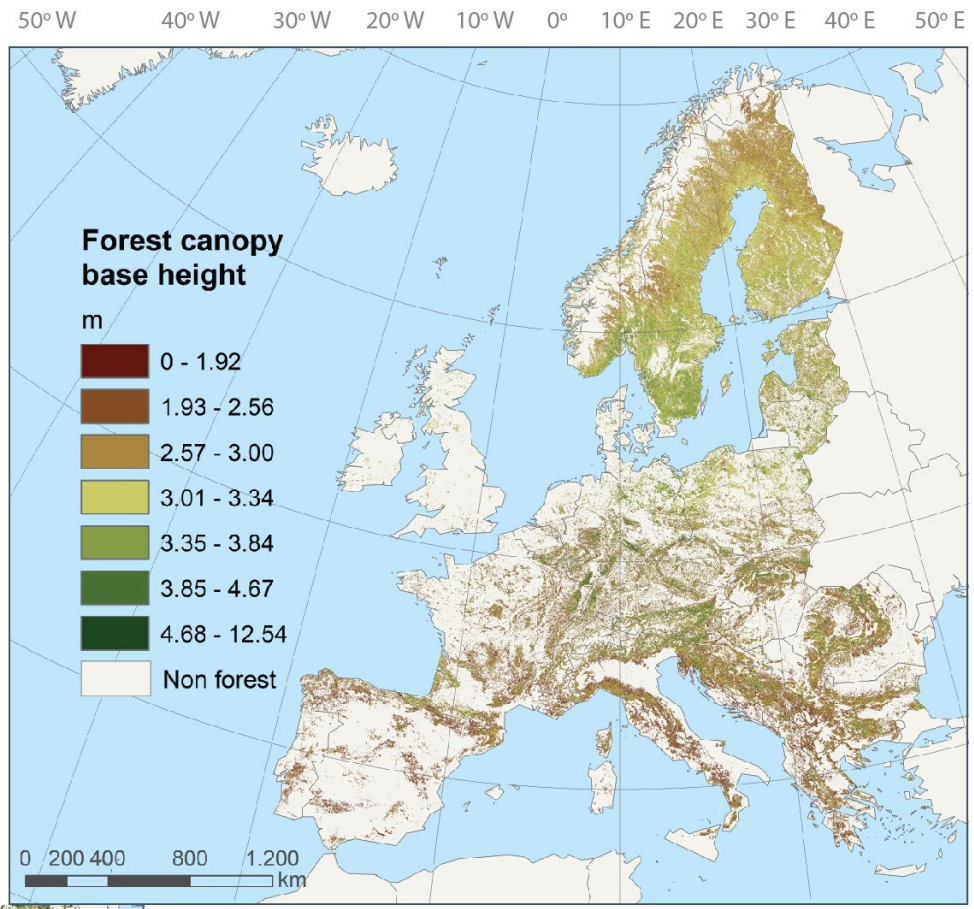 50° W 40° W 30° W 20° W 10° W 0° 10° E 20° E 30° E 40° E 50° E
Forest canopy
base height
m
0 - 1.92
1.93 - 2.56
2.57 - 3.00
3.01 - 3.34
3.35 - 3.84
3.85 - 4.67
4.68 - 12.54
Non forest
0 200 400 800 1.200
km